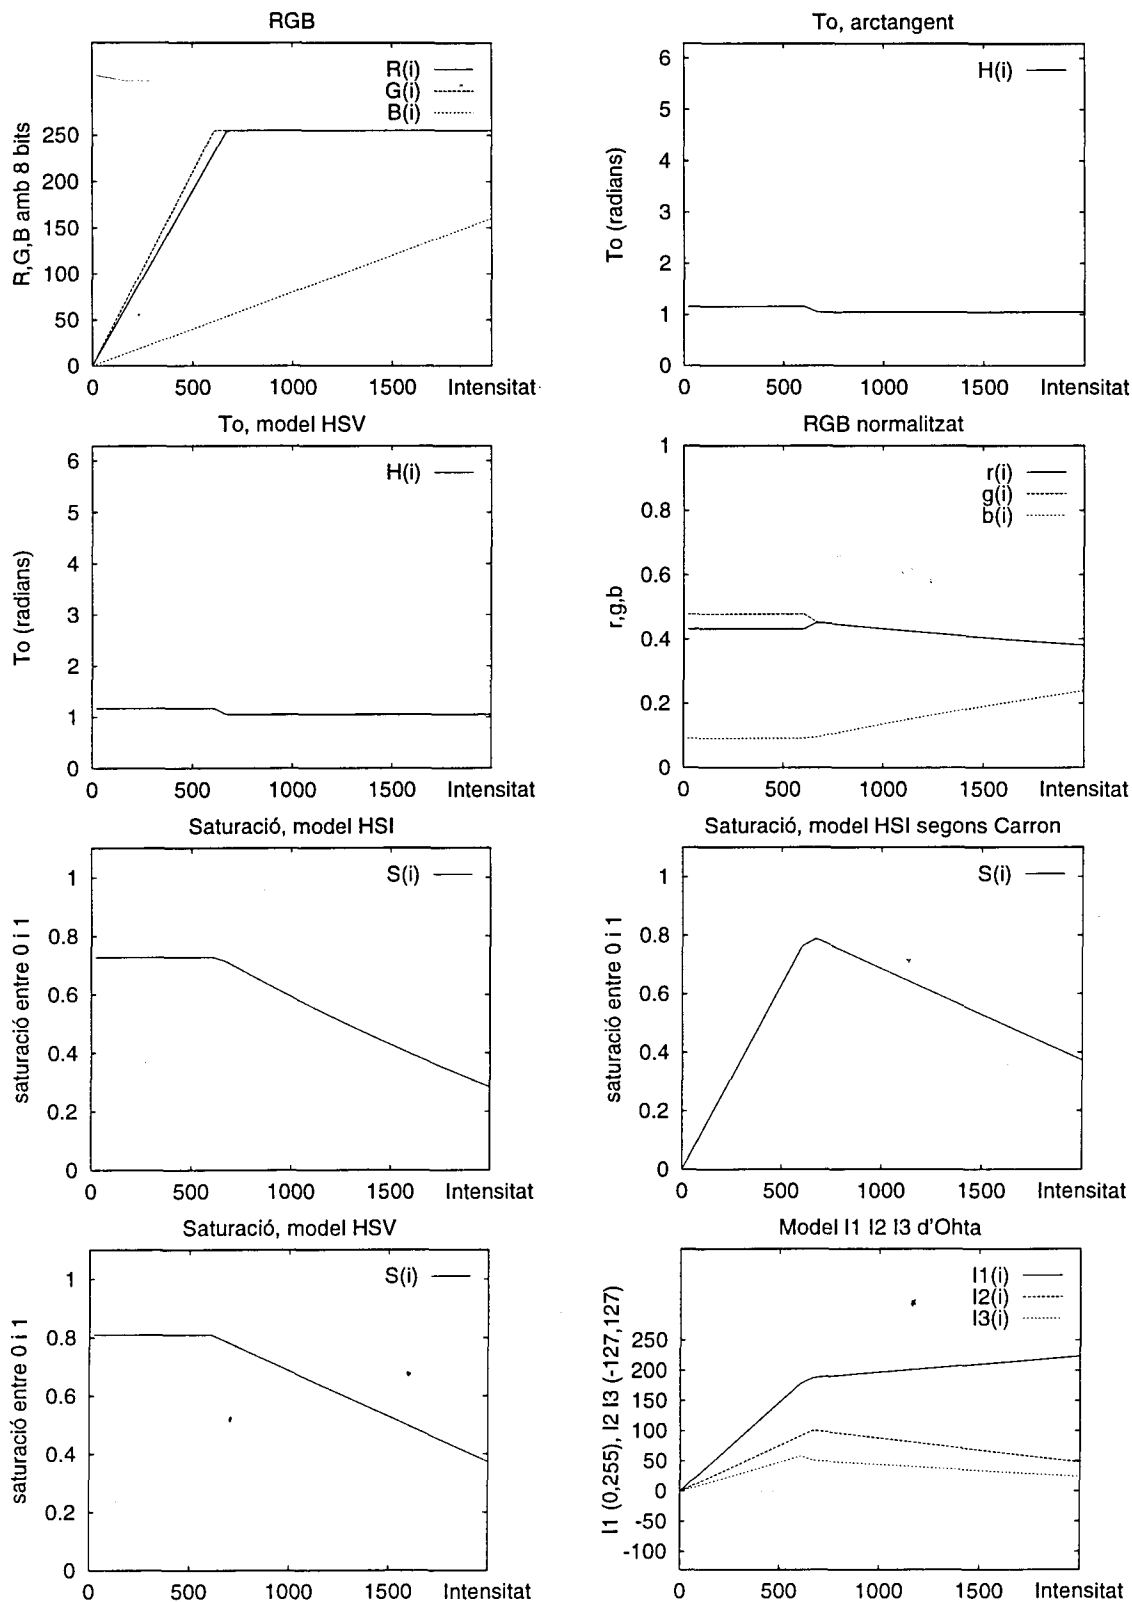 RGB
R(i)
G(i)
B(i)
R,G,B amb 8 bits
250
200
150
100
50
0
0 500 1000 1500 Intensitat
To, arctangent
H(i)
To (radians)
6
5
4
3
2
1
0
0 500 1000 1500 Intensitat
To, model HSV
H(i)
To (radians)
6
5
4
3
2
1
0
0 500 1000 1500 Intensitat
RGB normalitzat
r(i)
g(i)
b(i)
r,g,b
1
0.8
0.6
0.4
0.2
0
0 500 1000 1500 Intensitat
Saturació, model HSI
S(i)
saturació entre 0 i 1
1
0.8
0.6
0.4
0.2
0
0 500 1000 1500 Intensitat
Saturació, model HSI segons Carron
S(i)
saturació entre 0 i 1
1
0.8
0.6
0.4
0.2
0
0 500 1000 1500 Intensitat
Saturació, model HSV
S(i)
saturació entre 0 i 1
1
0.8
0.6
0.4
0.2
0
0 500 1000 1500 Intensitat
Model I1 I2 I3 d'Ohta
I1(i)
I2(i)
I3(i)
I1 (0,255), I2 I3 (-127,127)
250
200
150
100
50
0
-50
-100
0 500 1000 1500 Intensitat